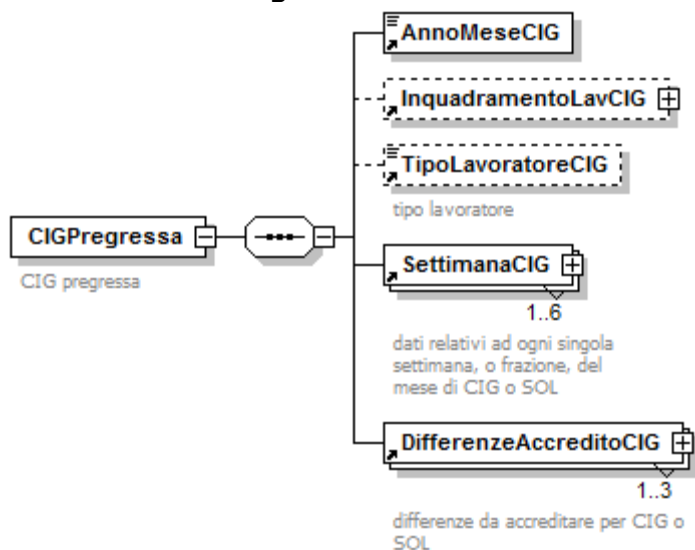 AnnoMeseCIG
InquadramentoLavCIG
TipoLavoratoreCIG
tipo lavoratore
CIGPregressa
CIG pregressa
SettimanaCIG
1..6
dati relativi ad ogni singola
settimana, o frazione, del
mese di CIG o SOL
DifferenzeAccreditoCIG
1..3
differenze da accreditare per CIG o
SOL